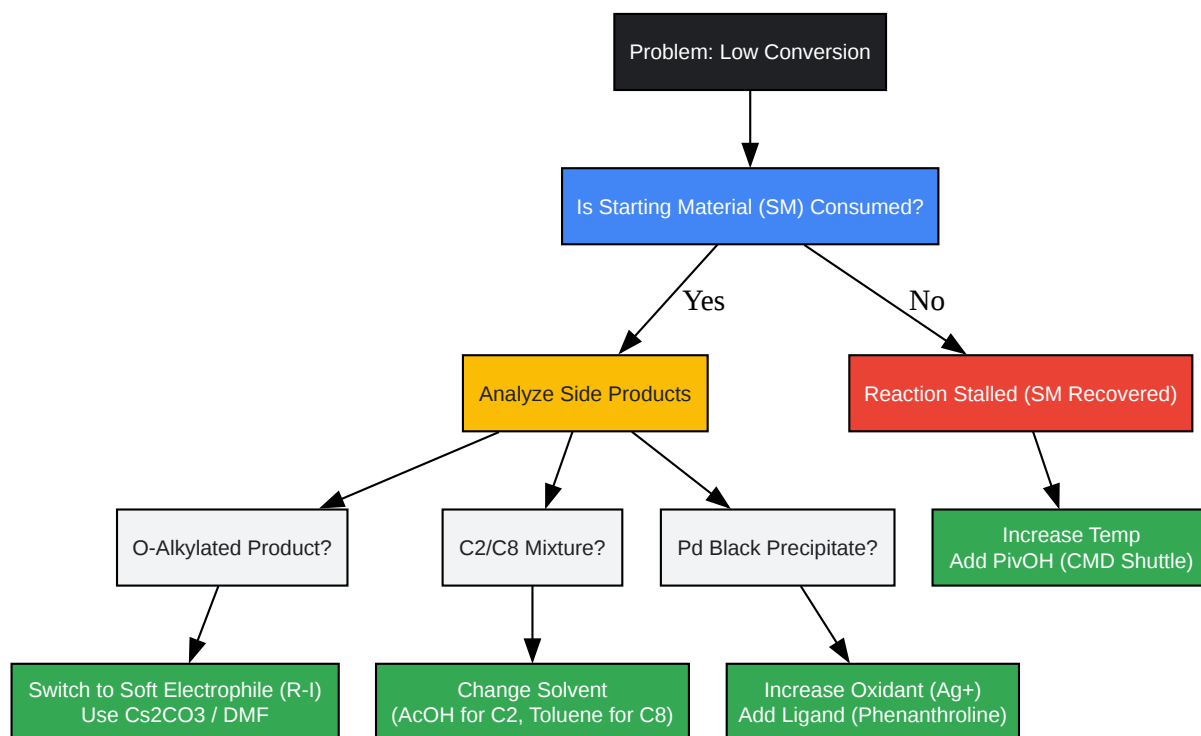 Problem: Low Conversion
Is Starting Material (SM) Consumed?
Yes
No
Analyze Side Products
Reaction Stalled (SM Recovered)
O-Alkylated Product?
C2/C8 Mixture?
Pd Black Precipitate?
Increase Temp
Add PivOH (CMD Shuttle)
Switch to Soft Electrophile (R-I)
Use Cs2CO3 / DMF
Change Solvent
(AcOH for C2, Toluene for C8)
Increase Oxidant (Ag+)
Add Ligand (Phenanthroline)